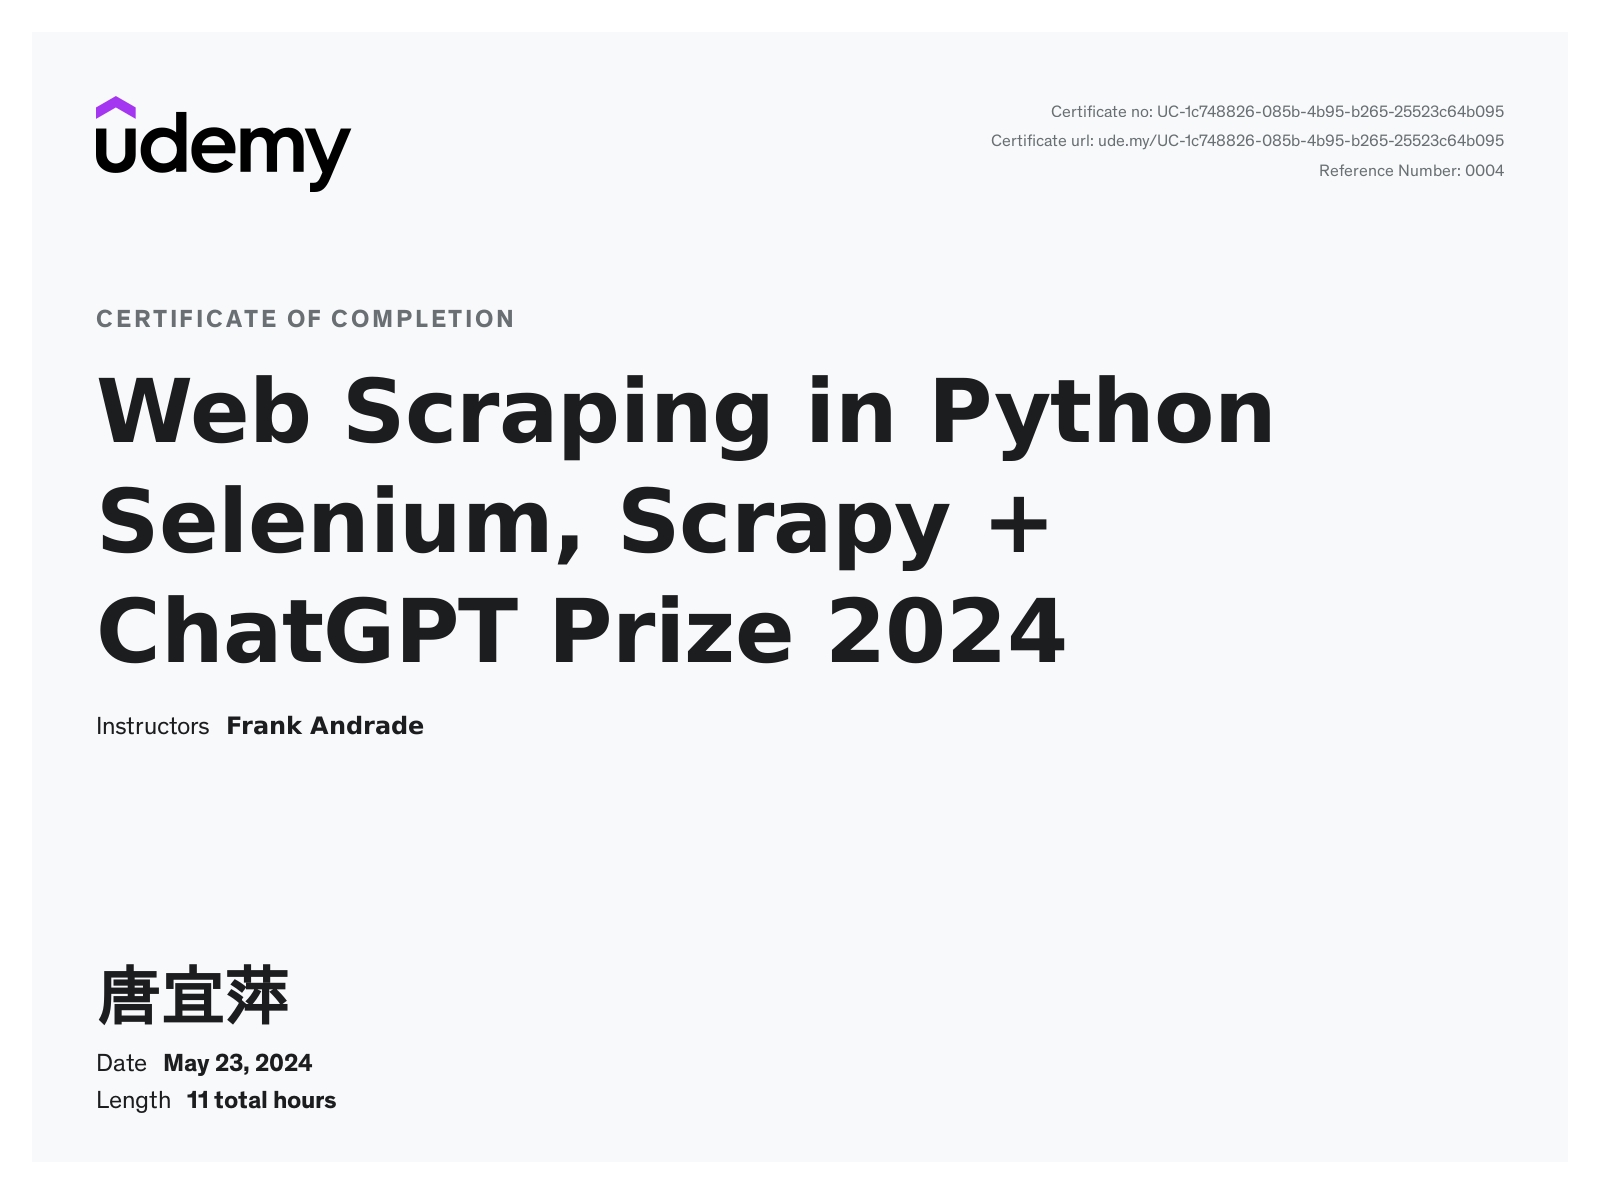 udemy
Certificate no: UC-1c748826-085b-4b95-b265-25523c64b095
Certificate url: ude.my/UC-1c748826-085b-4b95-b265-25523c64b095
Reference Number: 0004
CERTIFICATE OF COMPLETION
Web Scraping in Python
Selenium, Scrapy +
ChatGPT Prize 2024
Instructors Frank Andrade
唐宜萍
Date May 23, 2024
Length 11 total hours